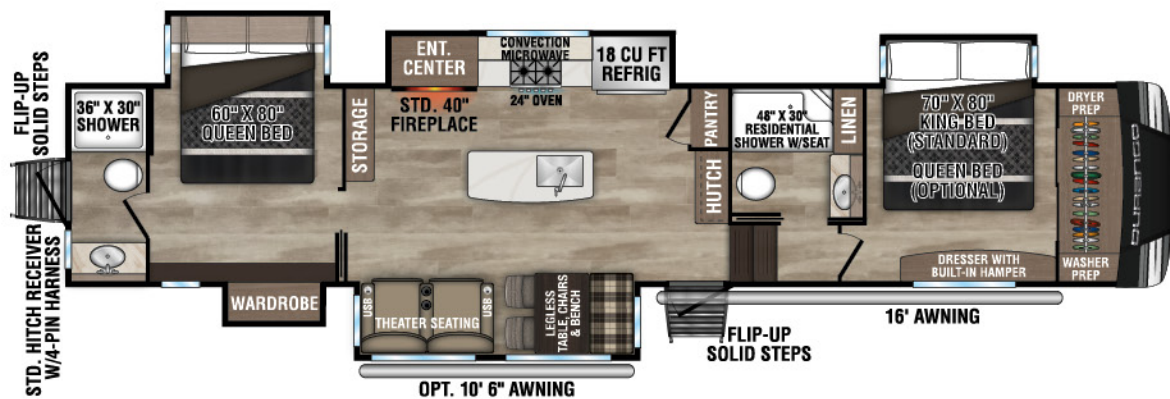 FLIP-UP
SOLID STEPS
STD. HITCH RECEIVER
W/4-PIN HARNESS
36" X 30"
SHOWER
60" X 80"
QUEEN BED
WARDROBE
STORAGE
ENT.
CENTER
STD. 40"
FIREPLACE
CONVECTION
MICROWAVE
24" OVEN
18 CU FT
REFRIG
USB
THEATER SEATING
USB
LEGLESS
TABLE, CHAIRS
& BENCH
OPT. 10' 6" AWNING
PANTRY
HUTCH
48" X 30"
RESIDENTIAL
SHOWER W/SEAT
LINEN
FLIP-UP
SOLID STEPS
70" X 80"
KING BED
(STANDARD)
QUEEN BED
(OPTIONAL)
DRESSER WITH
BUILT-IN HAMPER
16' AWNING
DRYER
PREP
WASHER
PREP
DURANGO